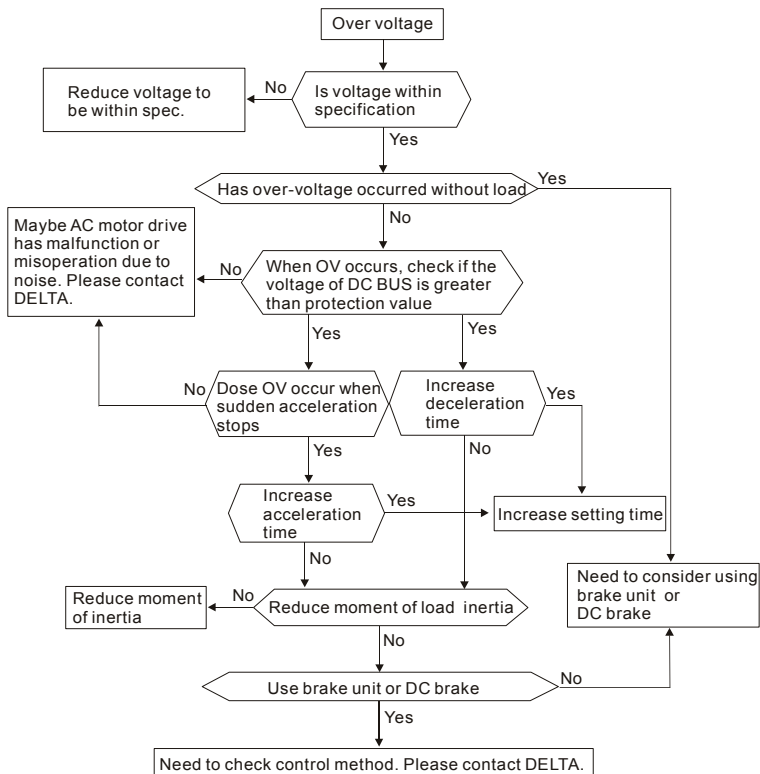 Over voltage
Reduce voltage to
be within spec.
No
Is voltage within
specification
Yes
Has over-voltage occurred without load
Yes
No
Maybe AC motor drive
has malfunction or
misoperation due to
noise. Please contact
DELTA.
No
When OV occurs, check if the
voltage of DC BUS is greater
than protection value
Yes
Yes
No
Dose OV occur when
sudden acceleration
stops
Increase
deceleration
time
Yes
Yes
No
Increase
acceleration
time
Yes
Increase setting time
No
Need to consider using
brake unit or
DC brake
Reduce moment
of inertia
No
Reduce moment of load inertia
No
Use brake unit or DC brake
No
Yes
Need to check control method. Please contact DELTA.